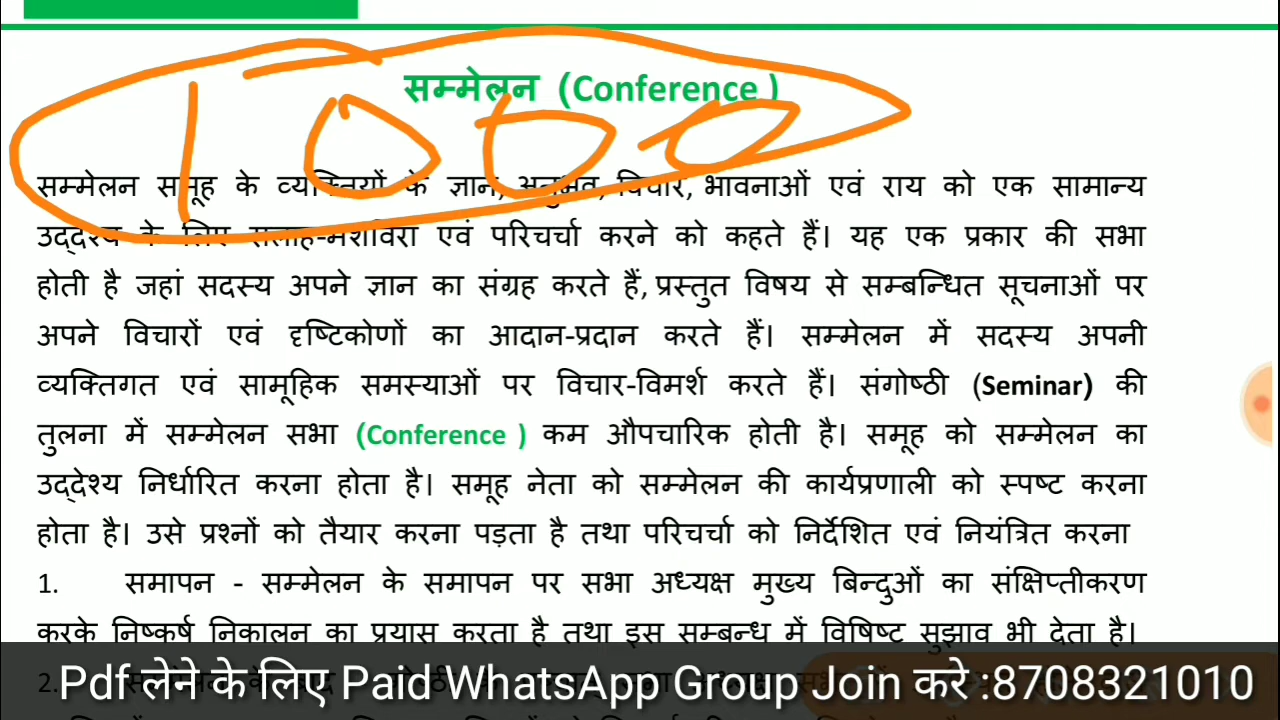 सम्मेलन (Conference )
1000
सम्मेलन समूह के व्यक्तियों के ज्ञान, अनुभव, विचार, भावनाओं एवं राय को एक सामान्य
उद्देश्य के लिए सलाह-मशविरा एवं परिचर्चा करने को कहते हैं। यह एक प्रकार की सभा
होती है जहां सदस्य अपने ज्ञान का संग्रह करते हैं, प्रस्तुत विषय से सम्बन्धित सूचनाओं पर
अपने विचारों एवं दृष्टिकोणों का आदान-प्रदान करते हैं। सम्मेलन में सदस्य अपनी
व्यक्तिगत एवं सामूहिक समस्याओं पर विचार-विमर्श करते हैं। संगोष्ठी (Seminar) की
तुलना में सम्मेलन सभा (Conference ) कम औपचारिक होती है। समूह को सम्मेलन का
उद्देश्य निर्धारित करना होता है। समूह नेता को सम्मेलन की कार्यप्रणाली को स्पष्ट करना
होता है। उसे प्रश्नों को तैयार करना पड़ता है तथा परिचर्चा को निर्देशित एवं नियंत्रित करना
1. समापन - सम्मेलन के समापन पर सभा अध्यक्ष मुख्य बिन्दुओं का संक्षिप्तीकरण
करके निष्कर्ष निकालन का प्रयास करता है तथा इस सम्बन्ध में विषिष्ट सुझाव भी देता है।
2.
Pdf लेने के लिए Paid WhatsApp Group Join करे :8708321010